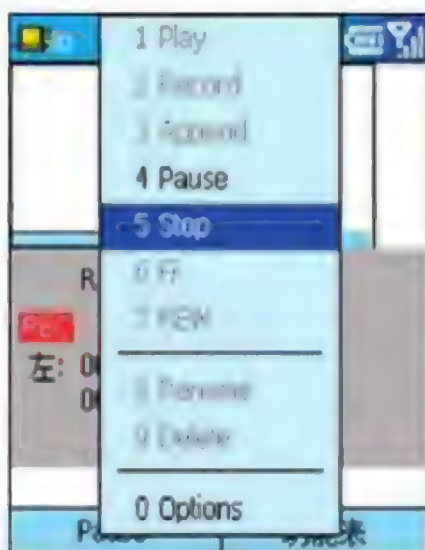 1 Play
2 Record
3 Append
4 Pause
5 Stop
6 FF
7 REW
8 Rename
9 Delete
0 Options
REC
左: